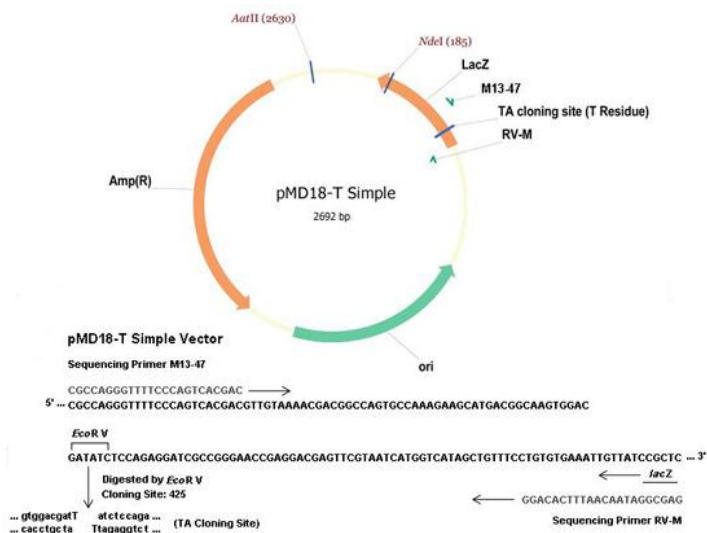 AatII (2630)
NdeI (185)
LacZ
M13-47
TA cloning site (T Residue)
RV-M
Amp(R)
pMD18-T Simple
2692 bp
ori
pMD18-T Simple Vector
Sequencing Primer M13-47
CGCCAGGGTTTTCCCAGTCACGAC
5' ... CGCCAGGGTTTTCCCAGTCACGACGTTGTAAAACGACGGCCAGTGCCAAAGAAGCATGACGGCAAGTGGAC
EcoR V
GATATCTCCAGAGGATCGCCGGGAACCGAGGACGAGTTCGTAATCATGGTCATAGCTGTTTCCTGTGTGAAATTGTTATCCGCTC ... 3'
Digested by EcoR V
Cloning Site: 425
lacZ
GGACACTTTAACAATAGGCGAG
... gtggacgatT atctccaga ...
... cacctgcta Ttagaggtct ...
(TA Cloning Site)
Sequencing Primer RV-M